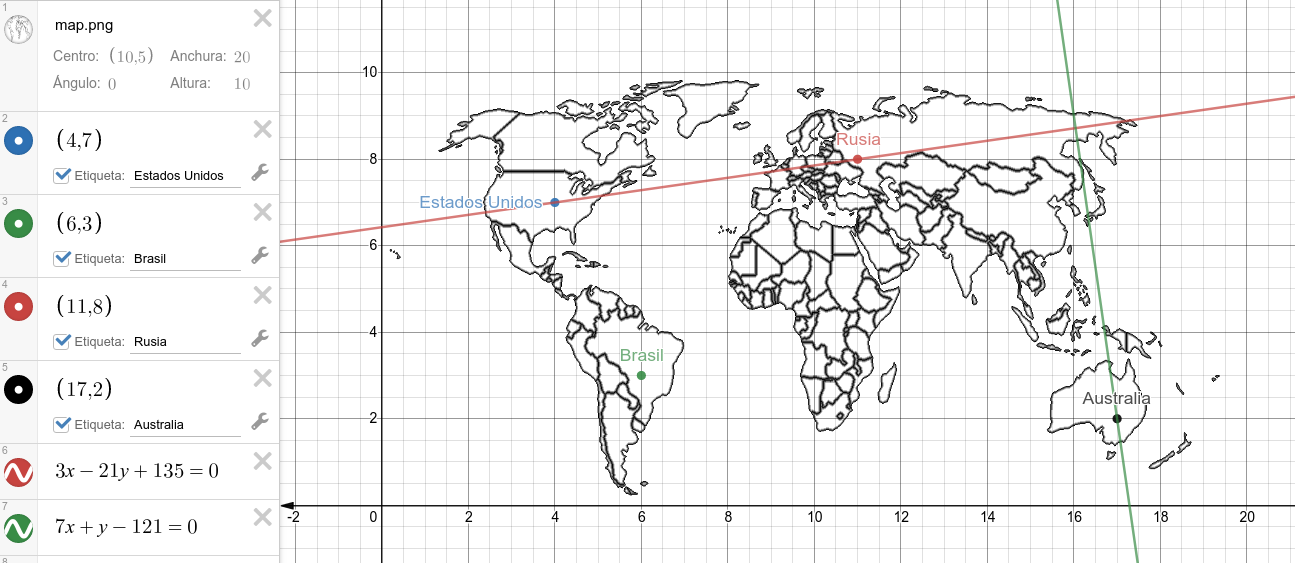 1
map.png
Centro: (10,5) Anchura: 20
Ángulo: 0 Altura: 10
2
(4,7)
Etiqueta: Estados Unidos
3
(6,3)
Etiqueta: Brasil
4
(11,8)
Etiqueta: Rusia
5
(17,2)
Etiqueta: Australia
6
3x − 21y + 135 = 0
7
7x + y − 121 = 0
8
10
8
6
4
2
Rusia
Estados Unidos
Brasil
Australia
-2 0 2 4 6 8 10 12 14 16 18 20